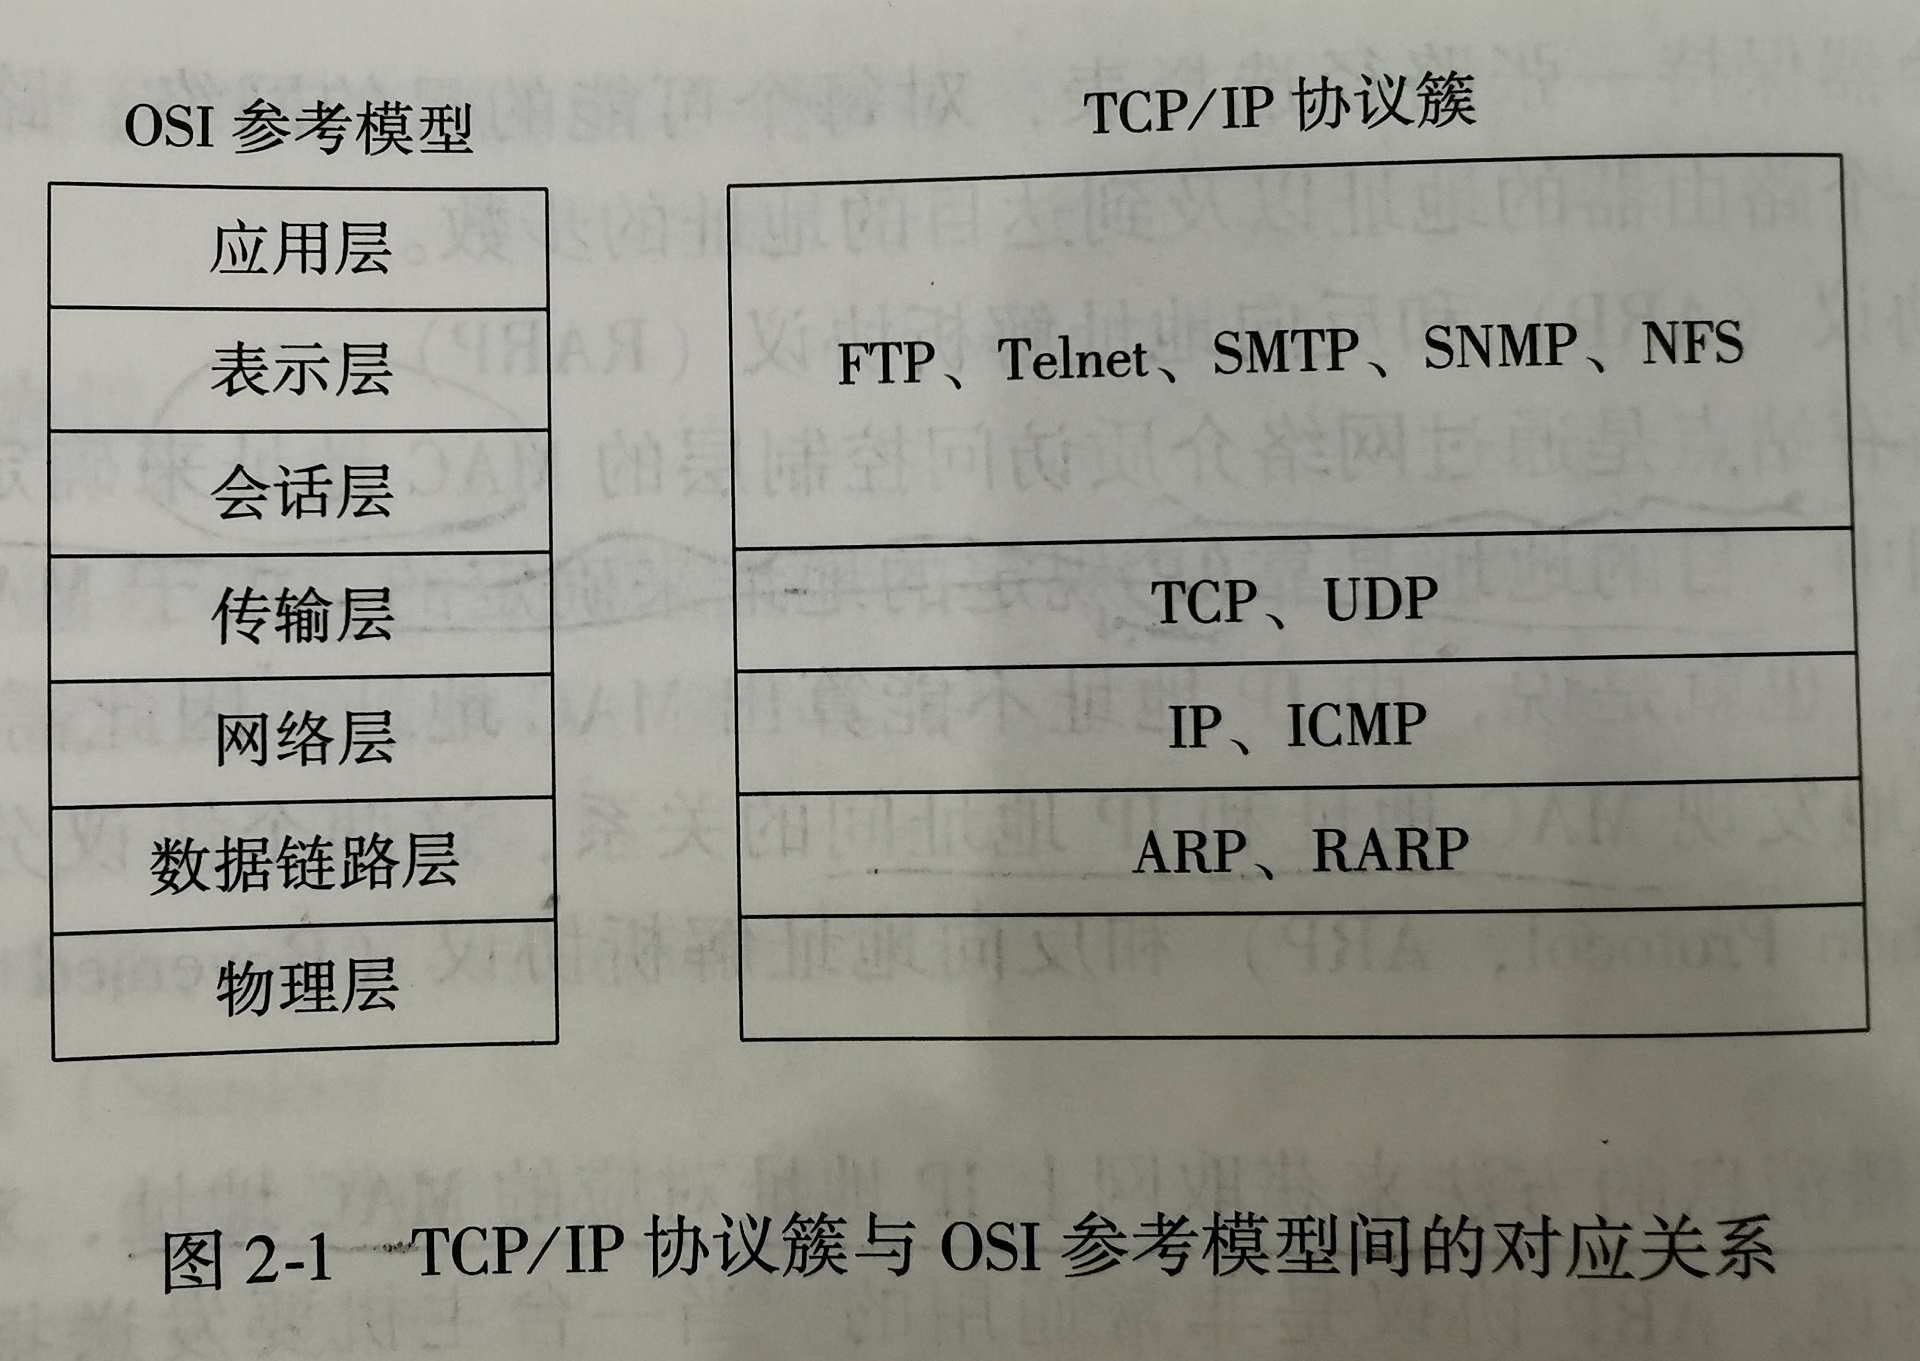 OSI 参考模型
应用层
表示层
会话层
传输层
网络层
数据链路层
物理层
TCP/IP 协议簇
FTP、Telnet、SMTP、SNMP、NFS
TCP、UDP
IP、ICMP
ARP、RARP
图 2-1 TCP/IP 协议簇与 OSI 参考模型间的对应关系